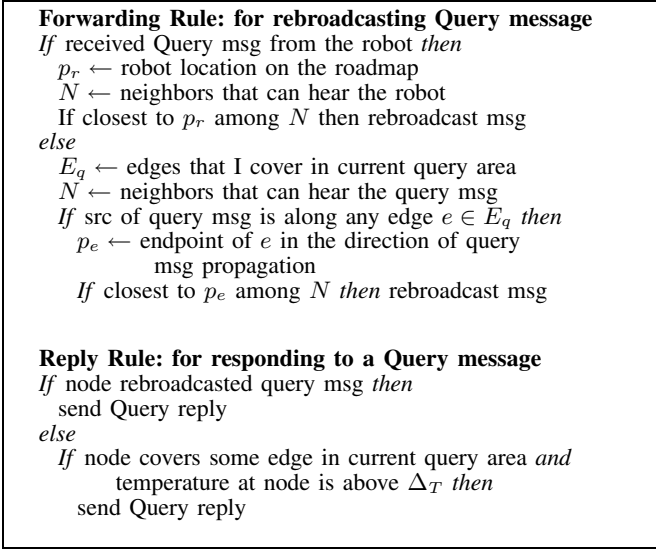 Forwarding Rule: for rebroadcasting Query message
If received Query msg from the robot then
p_r ← robot location on the roadmap
N ← neighbors that can hear the robot
If closest to p_r among N then rebroadcast msg
else
E_q ← edges that I cover in current query area
N ← neighbors that can hear the query msg
If src of query msg is along any edge e ∈ E_q then
p_e ← endpoint of e in the direction of query
msg propagation
If closest to p_e among N then rebroadcast msg
Reply Rule: for responding to a Query message
If node rebroadcasted query msg then
send Query reply
else
If node covers some edge in current query area and
temperature at node is above Δ_T then
send Query reply